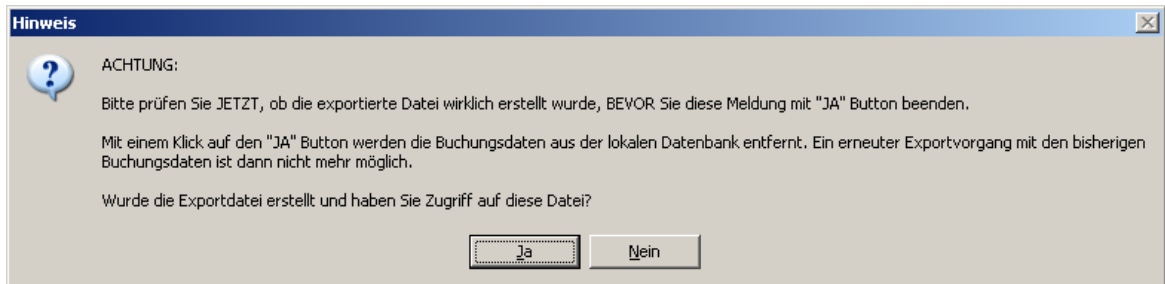 Hinweis
ACHTUNG:
Bitte prüfen Sie JETZT, ob die exportierte Datei wirklich erstellt wurde, BEVOR Sie diese Meldung mit "JA" Button beenden.
Mit einem Klick auf den "JA" Button werden die Buchungsdaten aus der lokalen Datenbank entfernt. Ein erneuter Exportvorgang mit den bisherigen
Buchungsdaten ist dann nicht mehr möglich.
Wurde die Exportdatei erstellt und haben Sie Zugriff auf diese Datei?
Ja
Nein